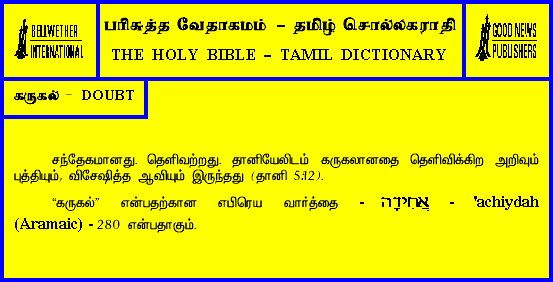 BELLWETHER
INTERNATIONAL
பரிசுத்த வேதாகமம் – தமிழ் சொல்லகராதி
THE HOLY BIBLE – TAMIL DICTIONARY
GOOD NEWS
PUBLISHERS
கருகல் - DOUBT
சந்தேகமானது. தெளிவற்றது. தானியேலிடம் கருகலானதை தெளிவிக்கிற அறிவும்
புத்தியும், விசேஷித்த ஆவியும் இருந்தது (தானி 5:12).
“கருகல்” என்பதற்கான எபிரெய வார்த்தை - אֲחִידָה - 'achiydah
(Aramaic) - 280 என்பதாகும்.